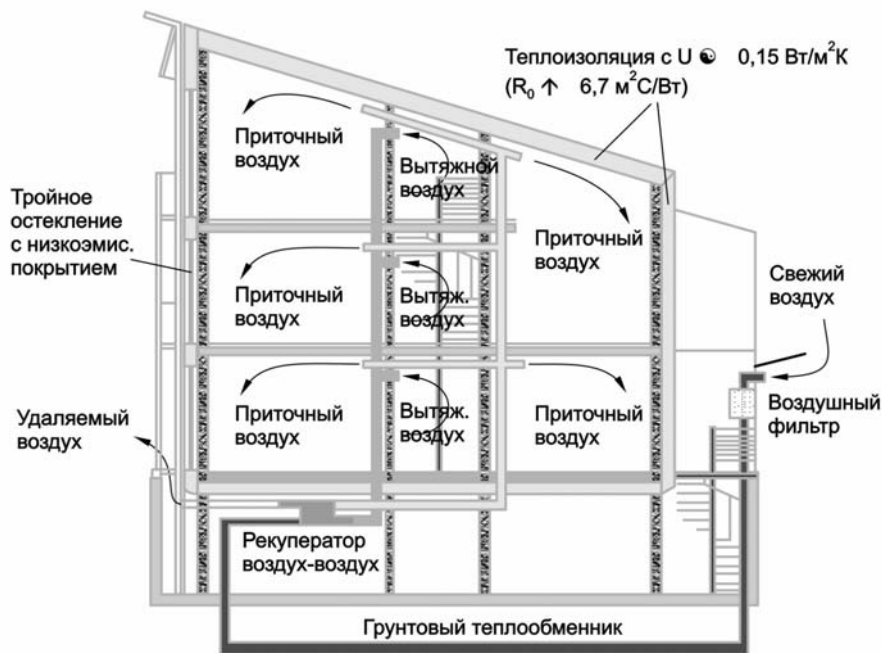 Теплоизоляция с U ☯ 0,15 Вт/м²К
(R₀ ↑ 6,7 м²С/Вт)
Приточный
воздух
Вытяжной
воздух
Тройное
остекление
с низкоэмис.
покрытием
Приточный
воздух
Свежий
воздух
Приточный
воздух
Вытяж.
воздух
Удаляемый
воздух
Приточный
воздух
Вытяж.
воздух
Приточный
воздух
Воздушный
фильтр
Рекуператор
воздух-воздух
Грунтовый теплообменник